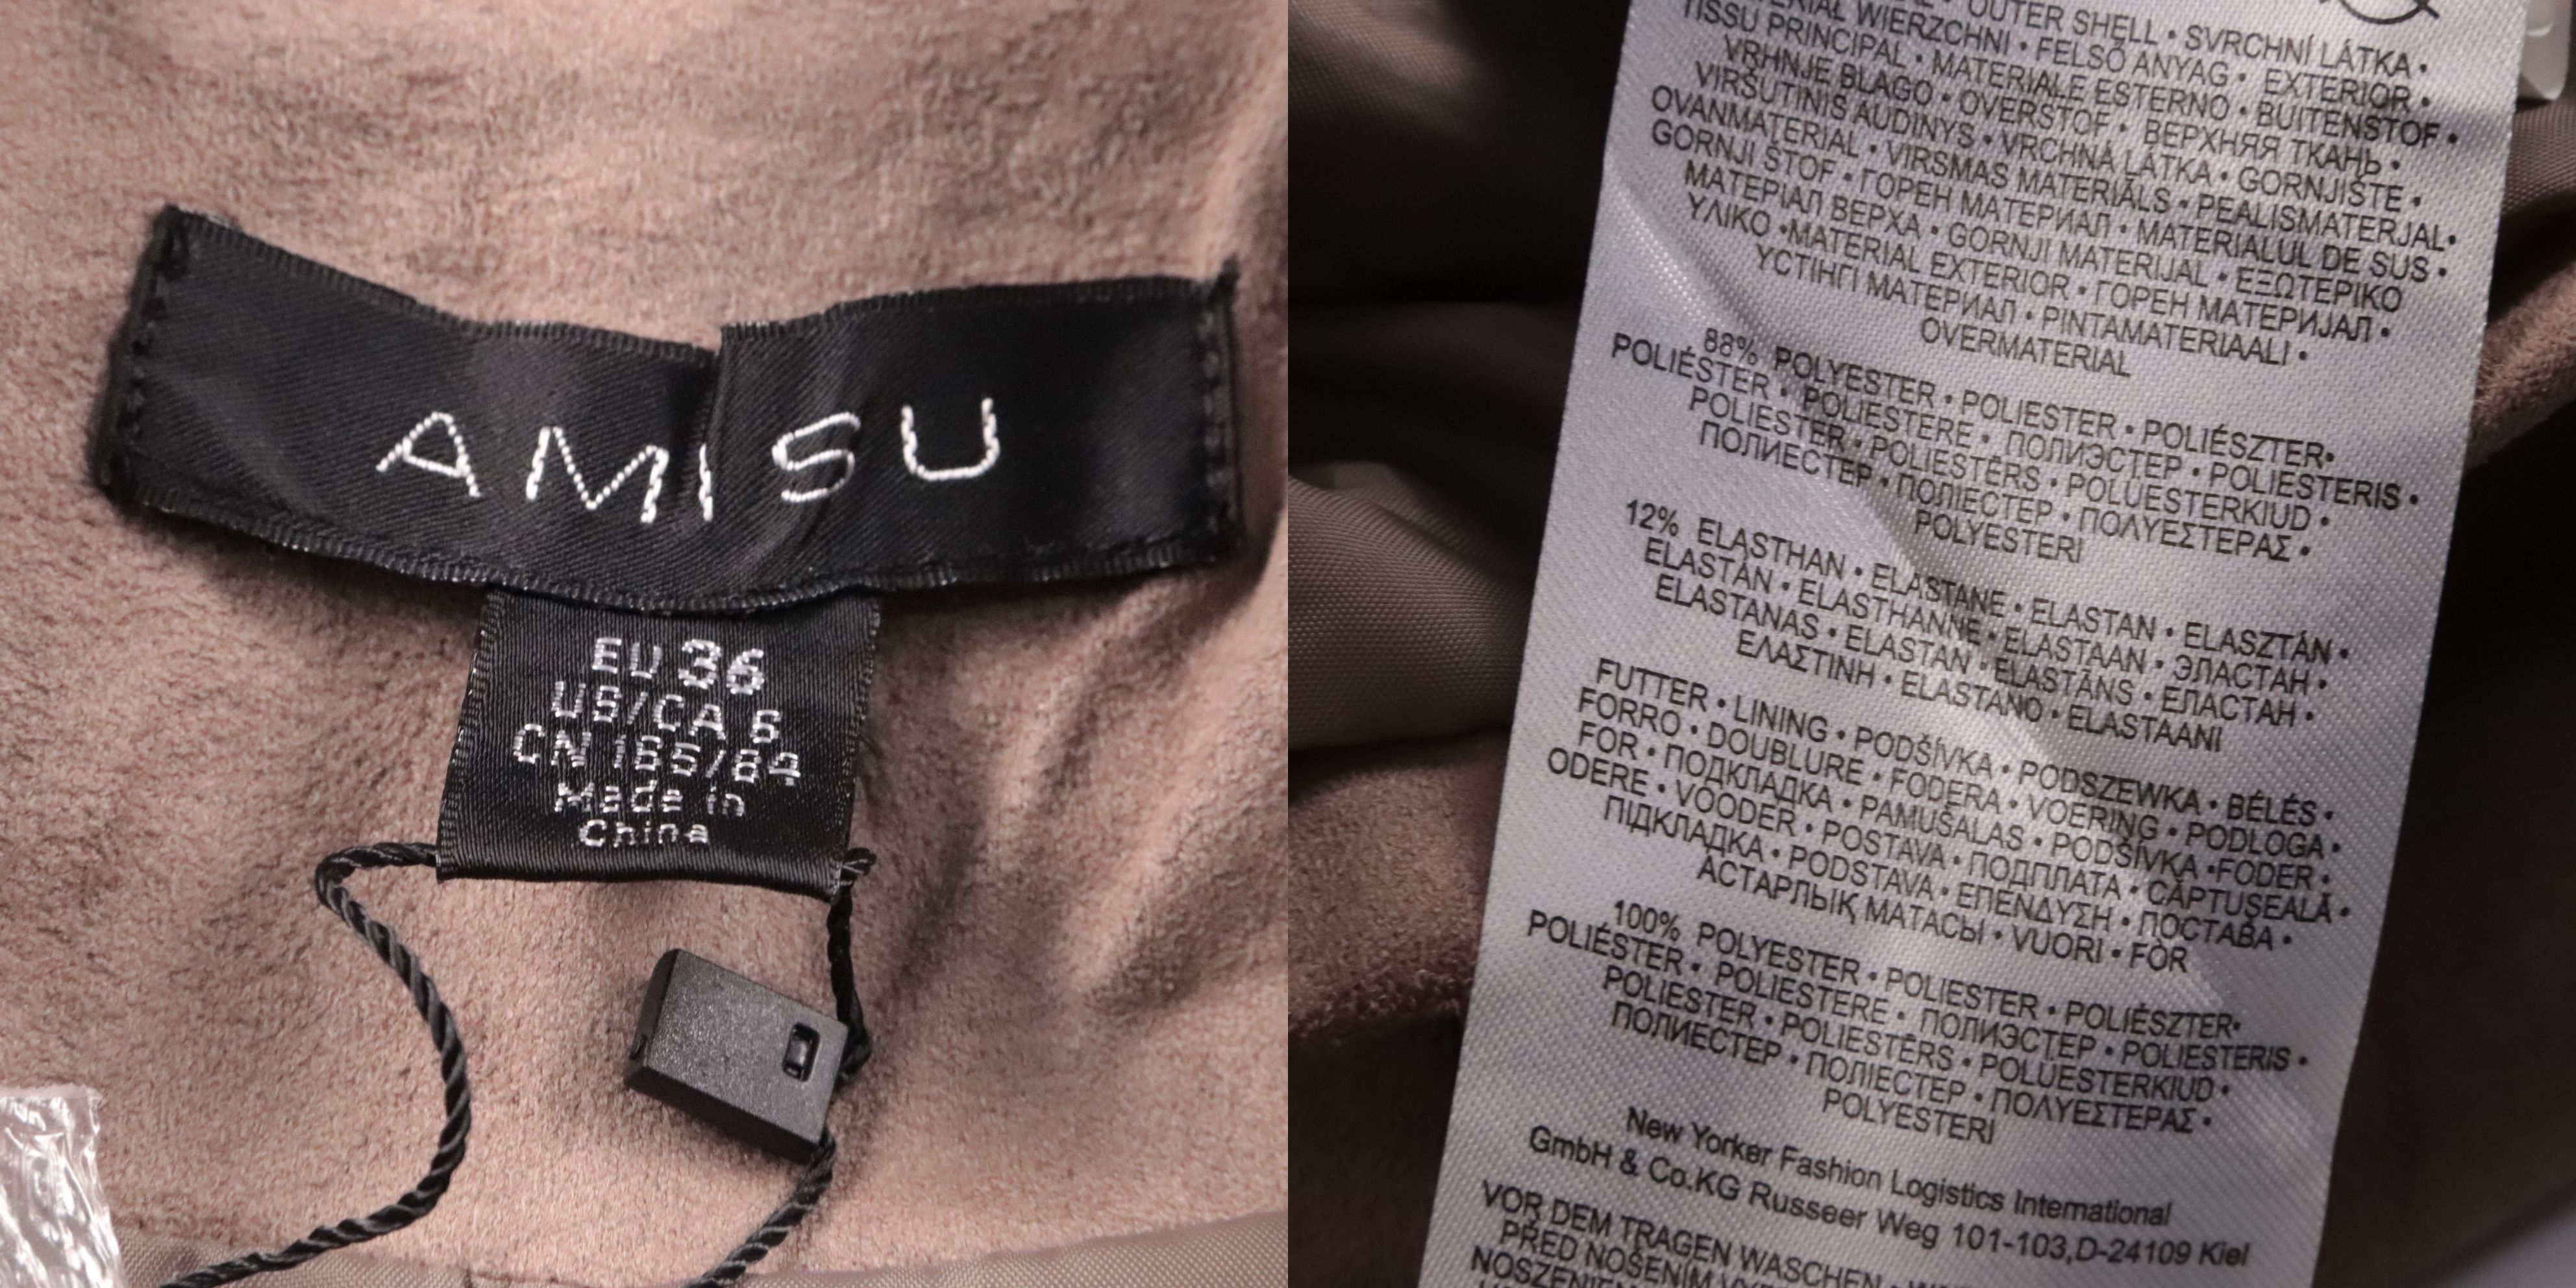 AMISU
EU 36
US/CA 6
CN 165/84
Made in
China
OUTER SHELL • SVRCHNÍ LÁTKA •
WIERZCHNI • FELSŐ ANYAG • EXTERIOR •
TISSU PRINCIPAL • MATERIALE ESTERNO • BUITENSTOF •
VRHNJE BLAGO • OVERSTOF • ВЕРХНЯЯ ТКАНЬ •
VIRŠUTINIS AUDINYS • VRCHNÁ LÁTKA • GORNJIŠTE •
OVANMATERIAL • VIRSMAS MATERIĀLS • PEALISMATERJAL •
GORNJI ŠTOF • ГОРЕН МАТЕРИАЛ • MATERIALUL DE SUS •
МАТЕРІАЛ ВЕРХА • GORNJI MATERIJAL • ΕΞΩΤΕΡΙΚΟ
ΥΛΙΚΟ •MATERIAL EXTERIOR • ГОРЕН МАТЕРИЈАЛ •
ҮСТІНГІ МАТЕРИАЛ • PINTAMATERIAALI •
OVERMATERIAL
88% POLYESTER • POLIESTER • POLIÉSZTER•
POLIÉSTER • POLIESTERE • ПОЛИЭСТЕР • POLIESTERIS •
POLIESTER • POLIESTĒRS • POLUESTERKIUD •
ПОЛИЕСТЕР • ПОЛІЕСТЕР • ΠΟΛΥΕΣΤΕΡΑΣ •
POLYESTERI
12% ELASTHAN • ELASTANE • ELASTAN • ELASZTÁN •
ELASTÁN • ELASTHANNE • ELASTAAN • ЭЛАСТАН •
ELASTANAS • ELASTAN • ELASTĀNS • ЕЛАСТАН •
ΕΛΑΣΤΙΝΗ • ELASTANO • ELASTAANI
FUTTER • LINING • PODŠÍVKA • PODSZEWKA • BÉLÉS •
FORRO • DOUBLURE • FODERA • VOERING • PODLOGA •
FOR • ПОДКЛАДКА • PAMUŠALAS • PODŠÍVKA •FODER •
ODERE • VOODER • POSTAVA • ПОДПЛАТА • CĂPTUŞEALĂ •
ПІДКЛАДКА • PODSTAVA • ΕΠΕΝΔΥΣΗ • ПОСТАВА •
АСТАРЛЫҚ МАТАСЫ • VUORI • FÒR
100% POLYESTER • POLIESTER • POLIÉSZTER•
POLIÉSTER • POLIESTERE • ПОЛИЭСТЕР • POLIESTERIS •
POLIESTER • POLIESTĒRS • POLUESTERKIUD •
ПОЛИЕСТЕР • ПОЛІЕСТЕР • ΠΟΛΥΕΣΤΕΡΑΣ •
POLYESTERI
New Yorker Fashion Logistics International
GmbH & Co.KG Russeer Weg 101-103,D-24109 Kiel
VOR DEM TRAGEN WASCHEN •
PŘED NOŠENÍM